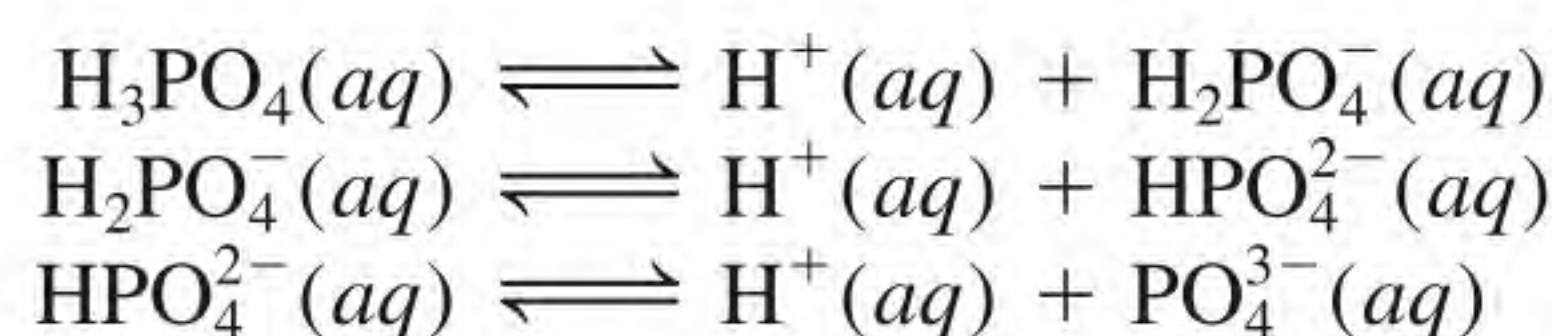 H₃PO₄(aq) ⇌ H⁺(aq) + H₂PO₄⁻(aq)
H₂PO₄⁻(aq) ⇌ H⁺(aq) + HPO₄²⁻(aq)
HPO₄²⁻(aq) ⇌ H⁺(aq) + PO₄³⁻(aq)